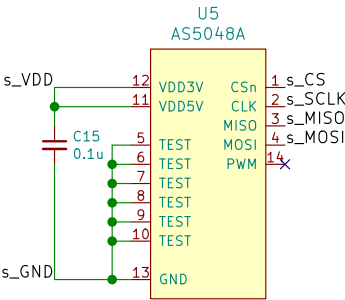 U5
AS5048A
s_VDD 12 VDD3V CSn 1 s_CS
11 VDD5V CLK 2 s_SCLK
MISO 3 s_MISO
C15 5 TEST MOSI 4 s_MOSI
0.1u 6 TEST PWM 14
7 TEST
8 TEST
9 TEST
10 TEST
s_GND 13 GND